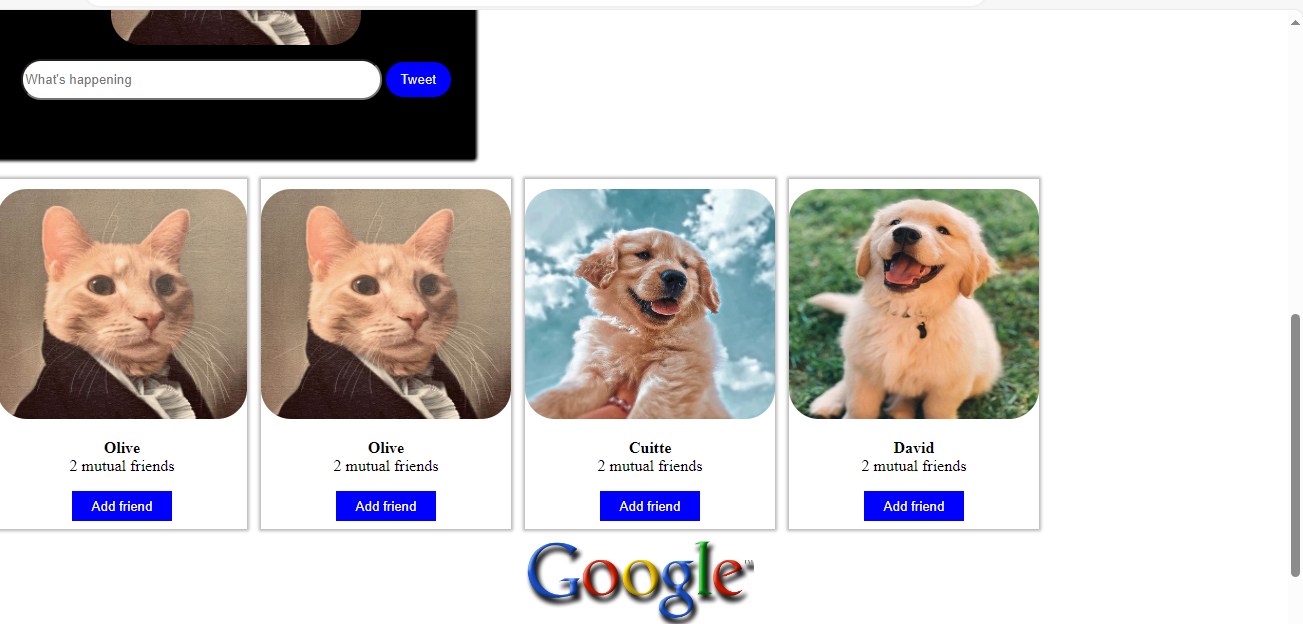 What's happening Tweet
Olive Olive Cuitte David
2 mutual friends 2 mutual friends 2 mutual friends 2 mutual friends
Add friend Add friend Add friend Add friend
Google™